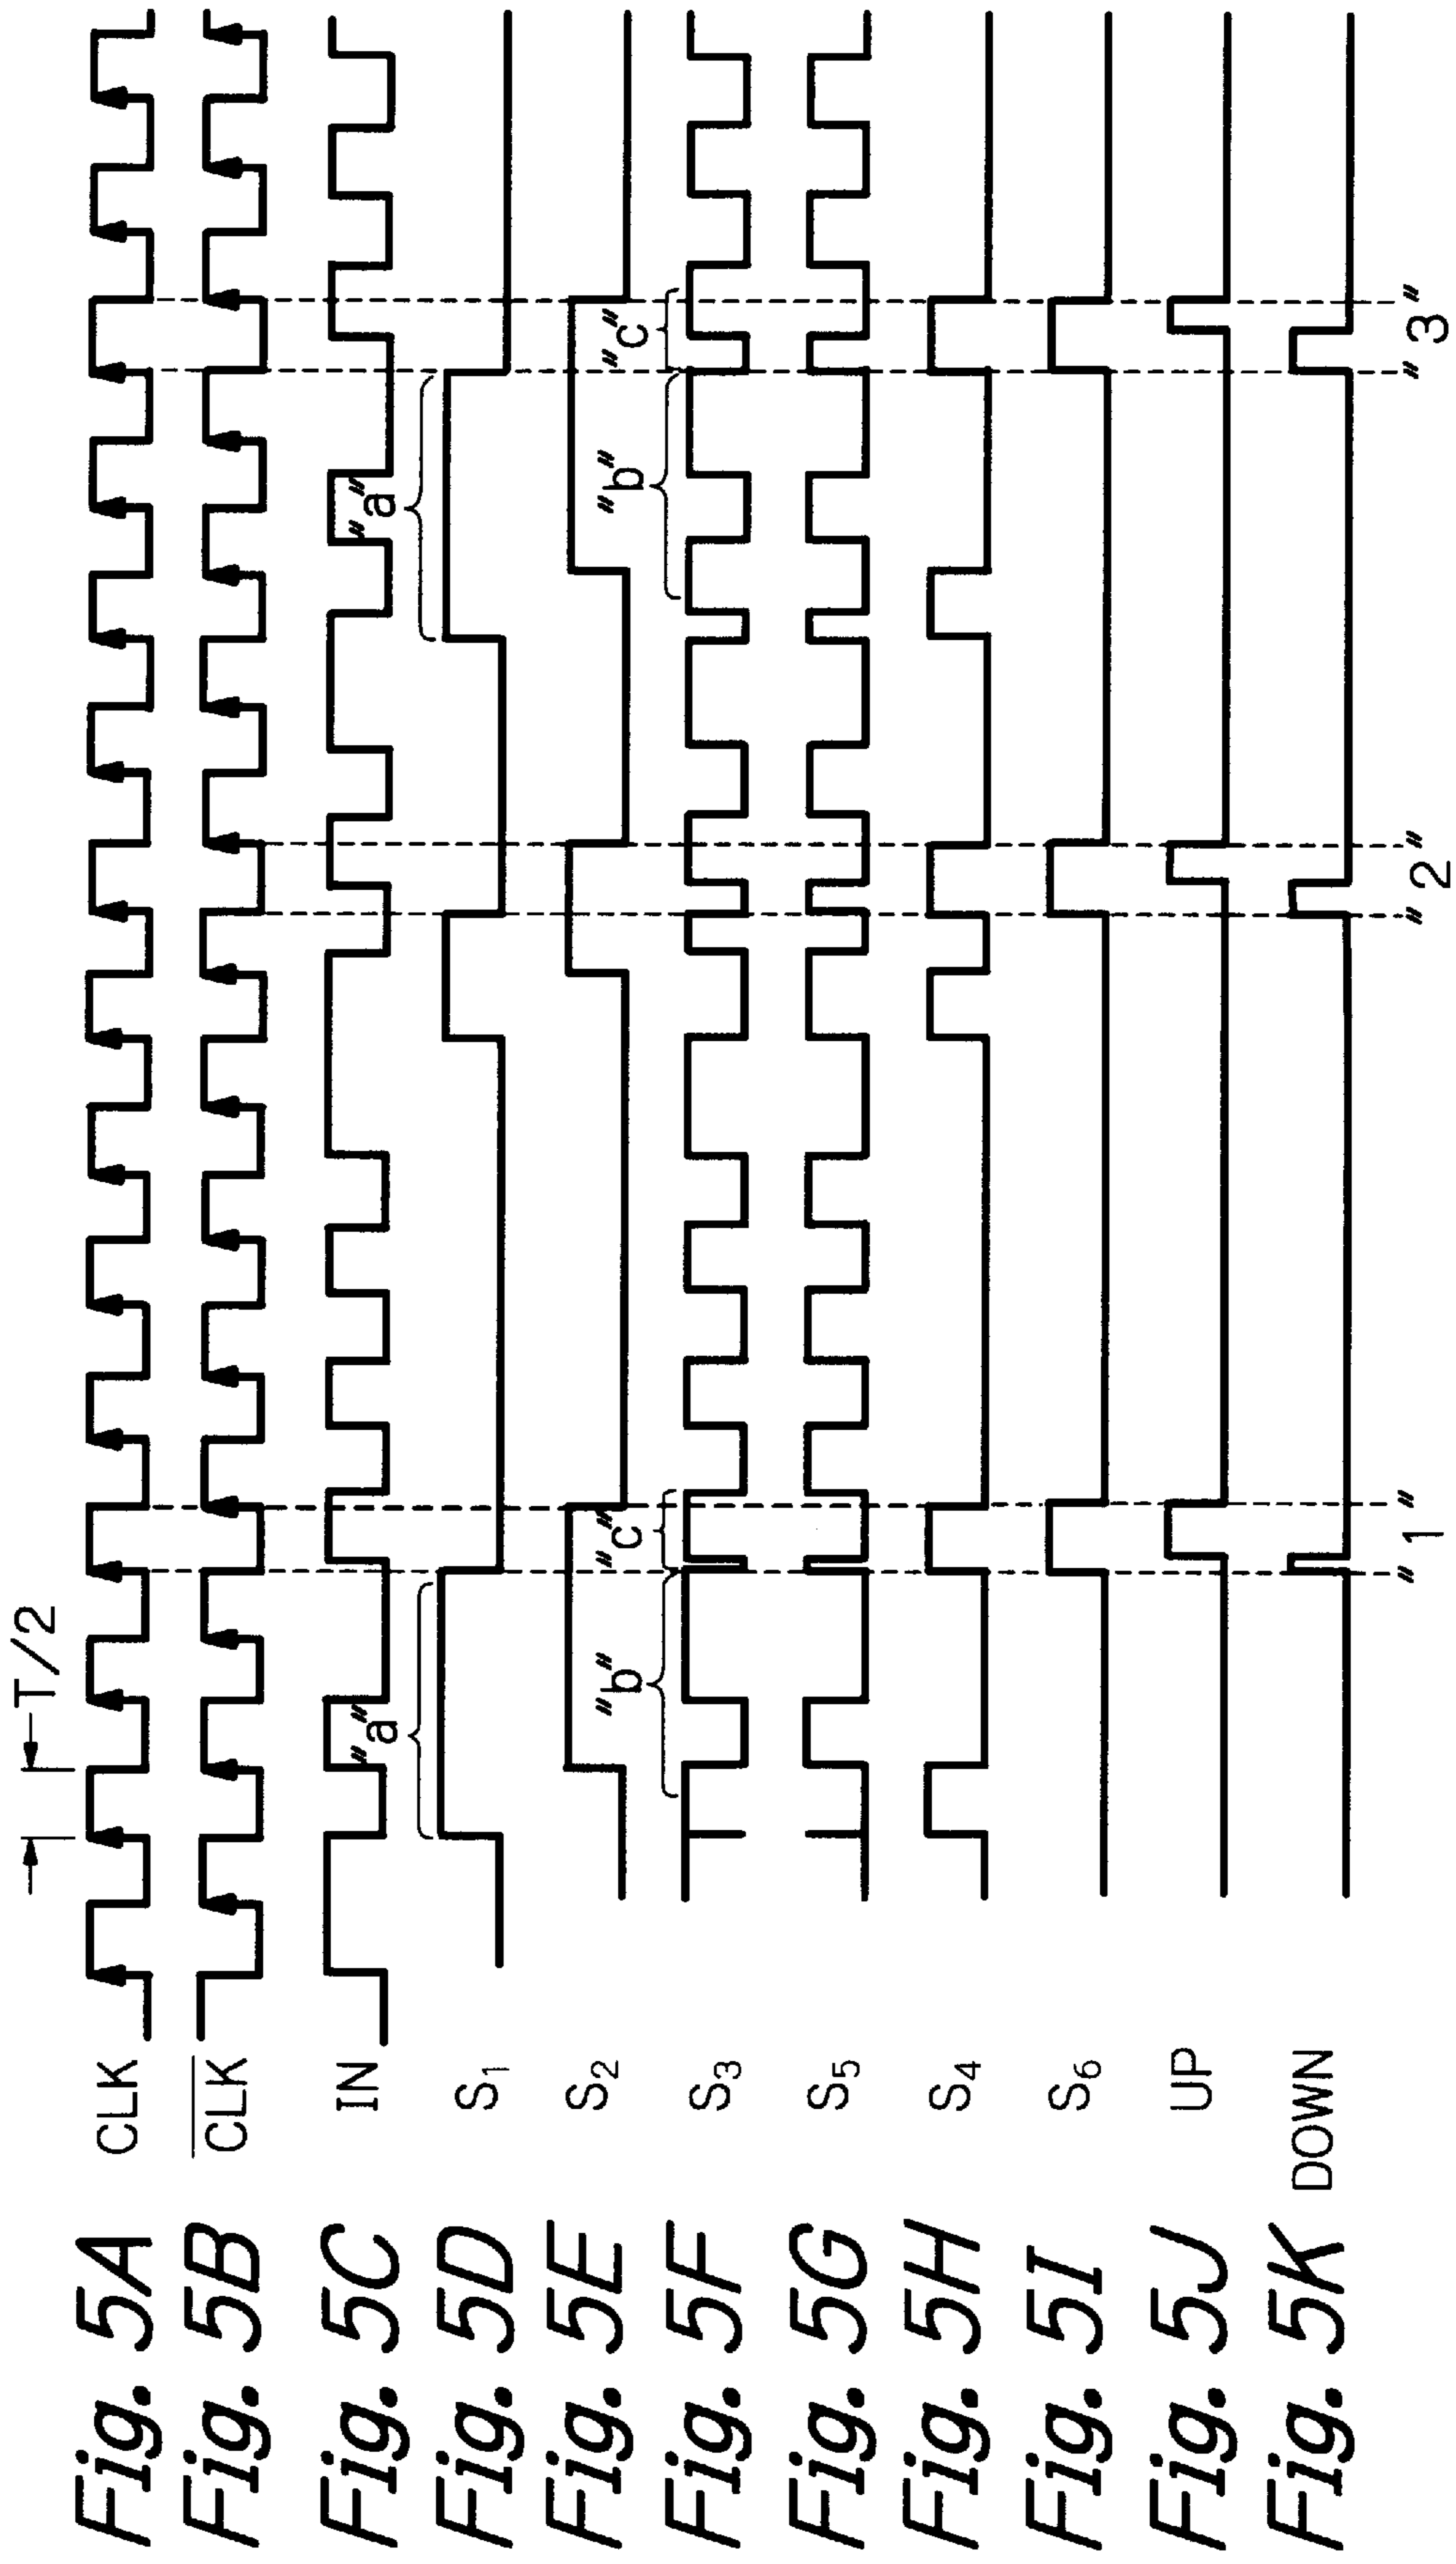 T/2
Fig. 5A CLK
Fig. 5B C̅L̅K̅
Fig. 5C IN
"a" "a"
Fig. 5D S₁
Fig. 5E S₂
"b" "c" "b" "c"
Fig. 5F S₃
Fig. 5G S₅
Fig. 5H S₄
Fig. 5I S₆
Fig. 5J UP
Fig. 5K DOWN
"1" "2" "3"